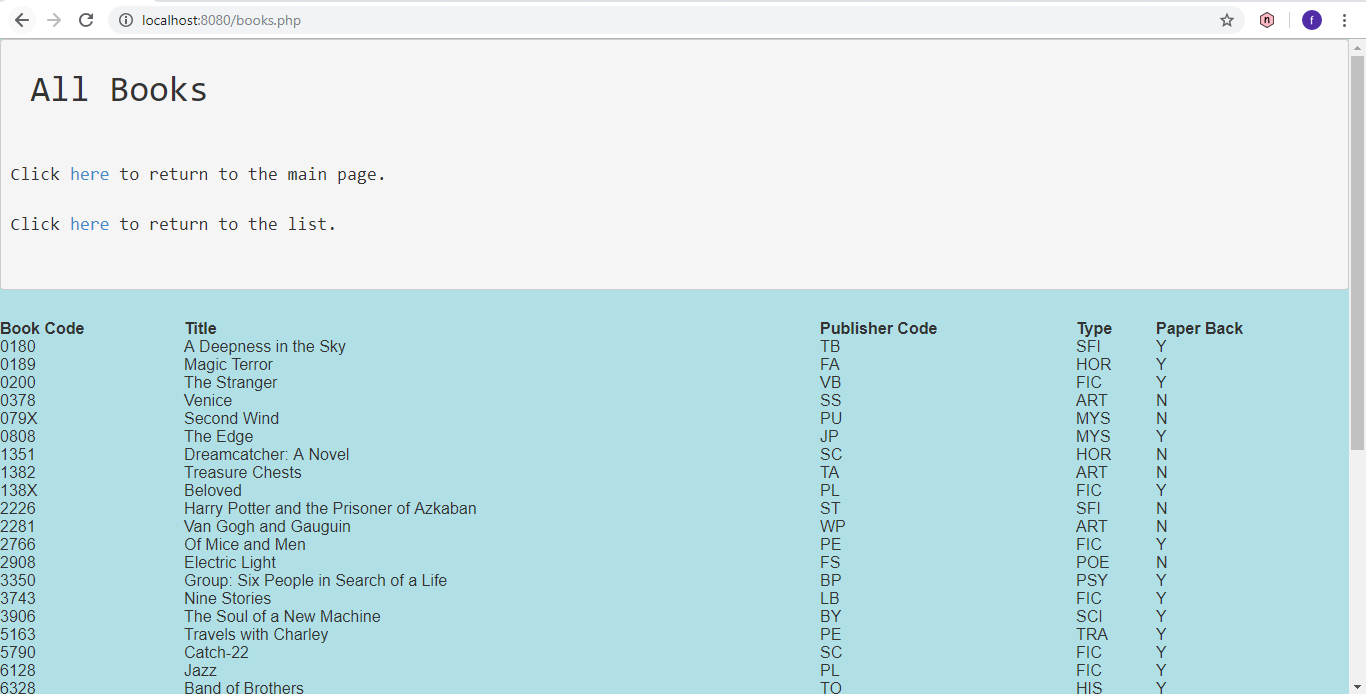 localhost:8080/books.php
n
f
All Books
Click here to return to the main page.
Click here to return to the list.
Book Code Title Publisher Code Type Paper Back
0180 A Deepness in the Sky TB SFI Y
0189 Magic Terror FA HOR Y
0200 The Stranger VB FIC Y
0378 Venice SS ART N
079X Second Wind PU MYS N
0808 The Edge JP MYS Y
1351 Dreamcatcher: A Novel SC HOR N
1382 Treasure Chests TA ART N
138X Beloved PL FIC Y
2226 Harry Potter and the Prisoner of Azkaban ST SFI N
2281 Van Gogh and Gauguin WP ART N
2766 Of Mice and Men PE FIC Y
2908 Electric Light FS POE N
3350 Group: Six People in Search of a Life BP PSY Y
3743 Nine Stories LB FIC Y
3906 The Soul of a New Machine BY SCI Y
5163 Travels with Charley PE TRA Y
5790 Catch-22 SC FIC Y
6128 Jazz PL FIC Y
6328 Band of Brothers TO HIS Y